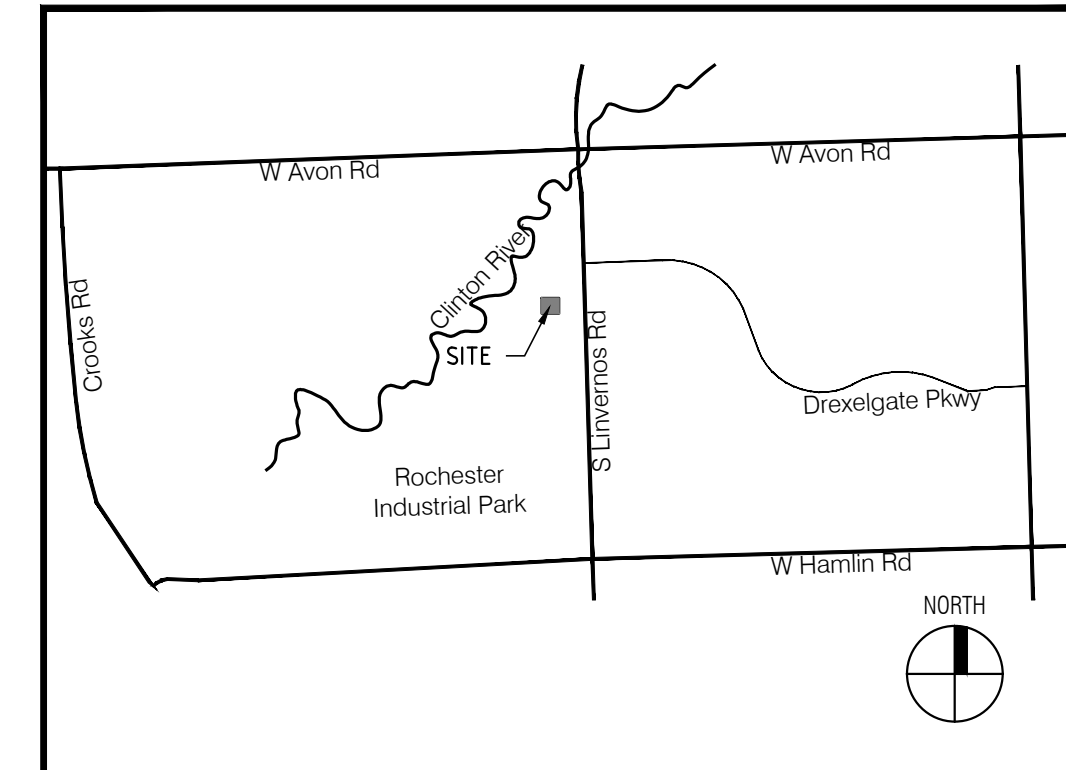 W Avon Rd
W Avon Rd
Clinton River
Crooks Rd
SITE
S Linvernos Rd
Drexelgate Pkwy
Rochester
Industrial Park
W Hamlin Rd
NORTH